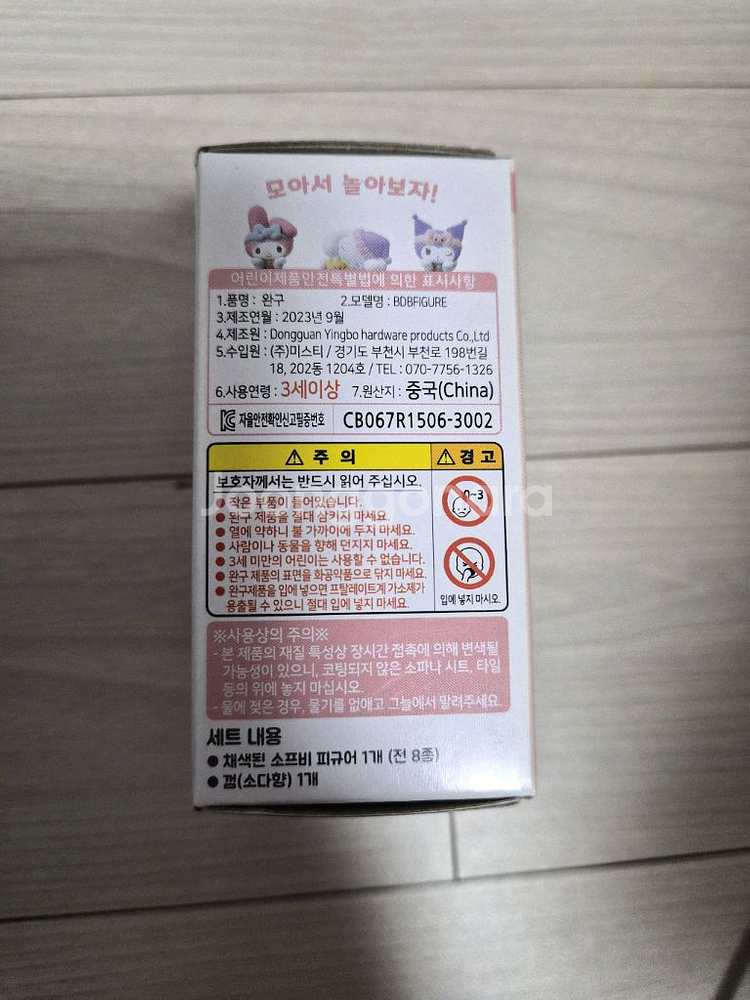 모아서 놀아보자!
어린이제품안전특별법에 의한 표시사항
1.품명 : 완구 2.모델명 : BDBFIGURE
3.제조연월 : 2023년 9월
4.제조원 : Dongguan Yingbo hardware products Co.,Ltd
5.수입원 : (주)미스티 / 경기도 부천시 부천로 198번길
18, 202동 1204호 / TEL : 070-7756-1326
6.사용연령 : 3세이상 7.원산지 : 중국(China)
자율안전확인신고필증번호 CB067R1506-3002
주 의
보호자께서는 반드시 읽어 주십시오.
● 작은 부품이 들어있습니다.
● 완구 제품을 절대 삼키지 마세요.
● 열에 약하니 불 가까이에 두지 마세요.
● 사람이나 동물을 향해 던지지 마세요.
● 3세 미만의 어린이는 사용할 수 없습니다.
● 완구 제품의 표면을 화공약품으로 닦지 마세요.
● 완구제품을 입에 넣으면 프탈레이트계 가소제가
용출될 수 있으니 절대 입에 넣지 마세요.
경 고
0~3
입에 넣지 마시오.
※사용상의 주의※
- 본 제품의 재질 특성상 장시간 접촉에 의해 변색될
가능성이 있으니, 코팅되지 않은 소파나 시트, 타일
등의 위에 놓지 마십시오.
- 물에 젖은 경우, 물기를 없애고 그늘에서 말려주세요.
세트 내용
● 채색된 소프비 피규어 1개 (전 8종)
● 껌(소다향) 1개
Joonggonara